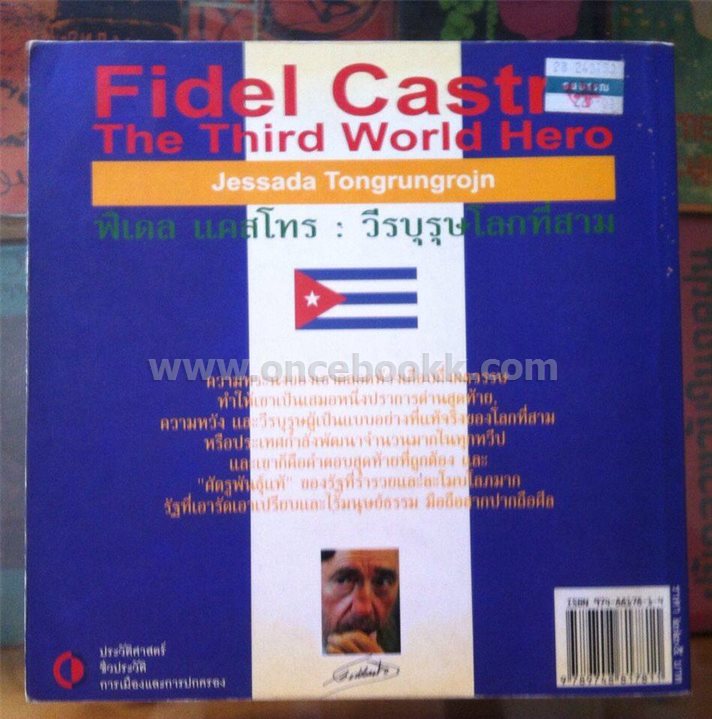 Fidel Castr
The Third World Hero
Jessada Tongrungrojn
ฟิเดล แคสโทร : วีรบุรุษโลกที่สาม
www.oncebookk.com
ทำให้เขาเป็นเสมอหนึ่งปราการด่านสุดท้าย,
ความหวัง และวีรบุรุษผู้เป็นแบบอย่างที่แท้จริงของโลกที่สาม
หรือประเทศกำลังพัฒนาจำนวนมากในทุกทวีป
และเขาก็คือคำตอบสุดท้ายที่ถูกต้อง และ
"ศัตรูพันธุ์แท้" ของรัฐที่ร่ำรวยและละโมบโลภมาก
รัฐที่เอารัดเอาเปรียบและไร้มนุษยธรรม มือถือสากปากถือศีล
ประวัติศาสตร์
ชีวประวัติ
การเมืองและการปกครอง
ISBN